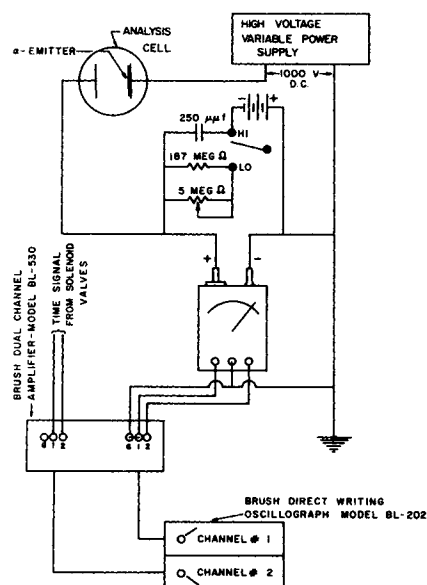 ANALYSIS
CELL
α-EMITTER
HIGH VOLTAGE
VARIABLE POWER
SUPPLY
1000 V
D.C.
- +
250 μμf
HI
187 MEG Ω
LO
5 MEG Ω
+ -
BRUSH DUAL CHANNEL
AMPLIFIER-MODEL BL-530
TIME SIGNAL
FROM SOLENOID
VALVES
G 1 2
G 1 2
BRUSH DIRECT WRITING
OSCILLOGRAPH MODEL BL-202
CHANNEL # 1
CHANNEL # 2